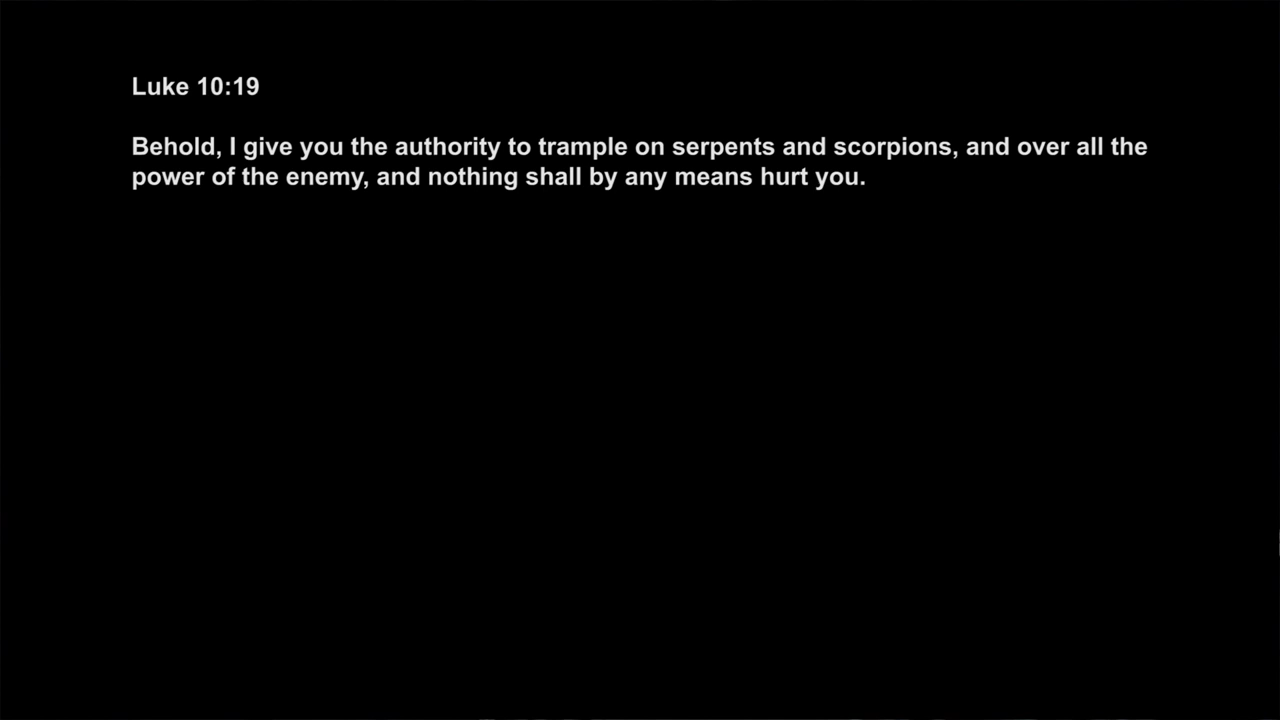 Luke 10:19
Behold, I give you the authority to trample on serpents and scorpions, and over all the
power of the enemy, and nothing shall by any means hurt you.